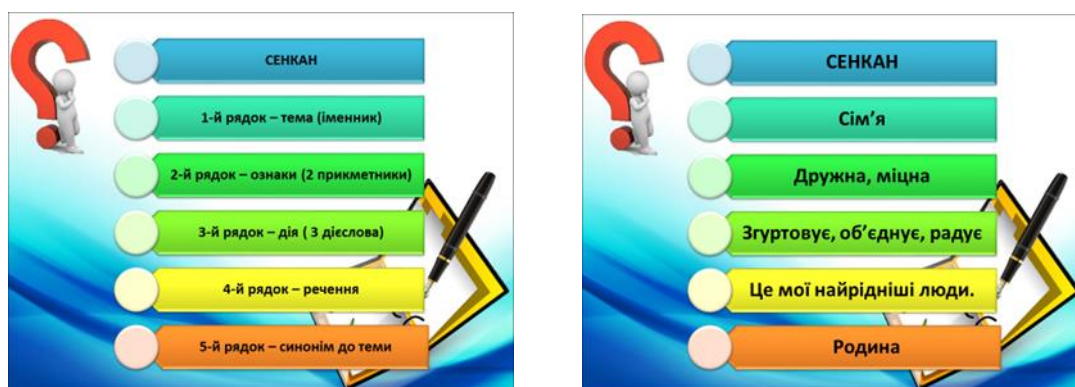 СЕНКАН
1-й рядок – тема (іменник)
2-й рядок – ознаки (2 прикметники)
3-й рядок – дія ( 3 дієслова)
4-й рядок – речення
5-й рядок – синонім до теми
СЕНКАН
Сім’я
Дружна, міцна
Згуртовує, об’єднує, радує
Це мої найрідніші люди.
Родина